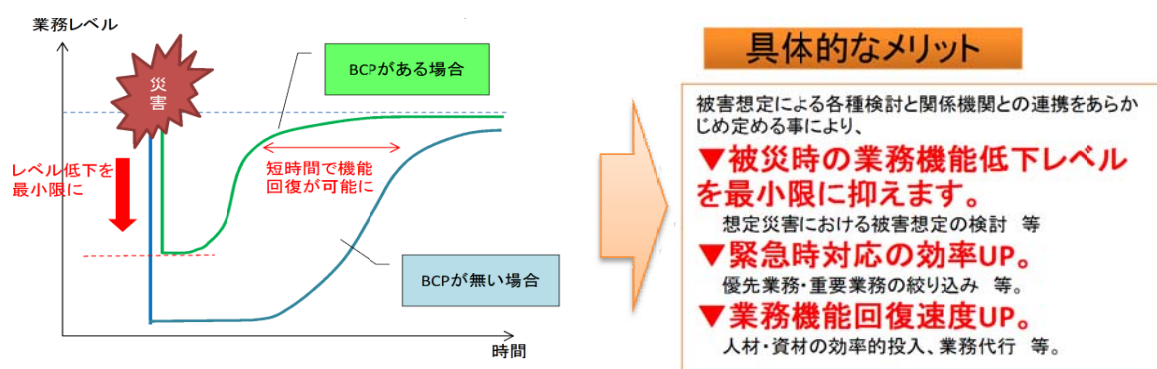 業務レベル
災
害
BCPがある場合
レベル低下を
最小限に
短時間で機能
回復が可能に
BCPが無い場合
時間
具体的なメリット
被害想定による各種検討と関係機関との連携をあらか
じめ定める事により、
▼被災時の業務機能低下レベル
を最小限に抑えます。
想定災害における被害想定の検討 等
▼緊急時対応の効率UP。
優先業務・重要業務の絞り込み 等。
▼業務機能回復速度UP。
人材・資材の効率的投入、業務代行 等。